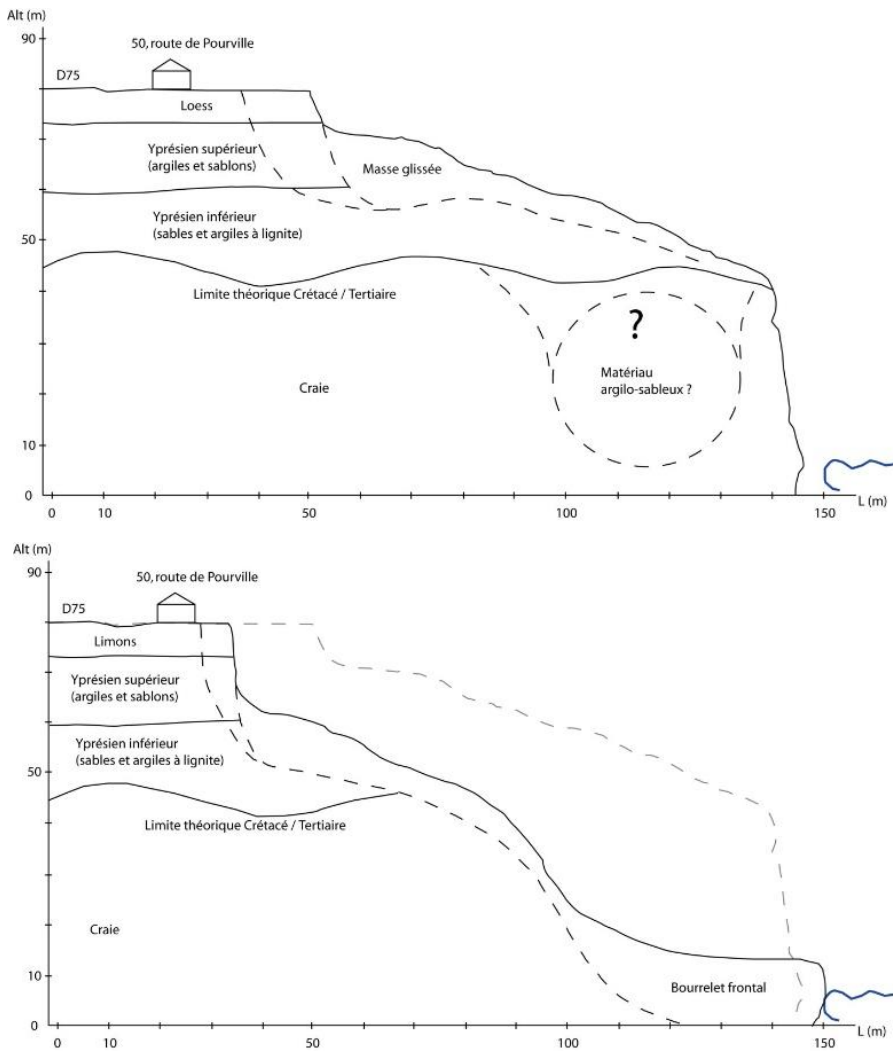 Alt (m)
90
50, route de Pourville
D75
Loess
Yprésien supérieur
(argiles et sablons)
Masse glissée
Yprésien inférieur
(sables et argiles à lignite)
50
Limite théorique Crétacé / Tertiaire
?
Matériau
argilo-sableux ?
Craie
10
0
L (m)
0 10 50 100 150
Alt (m)
90
50, route de Pourville
D75
Limons
Yprésien supérieur
(argiles et sablons)
Yprésien inférieur
(sables et argiles à lignite)
50
Limite théorique Crétacé / Tertiaire
Craie
10
Bourrelet frontal
0
L (m)
0 10 50 100 150